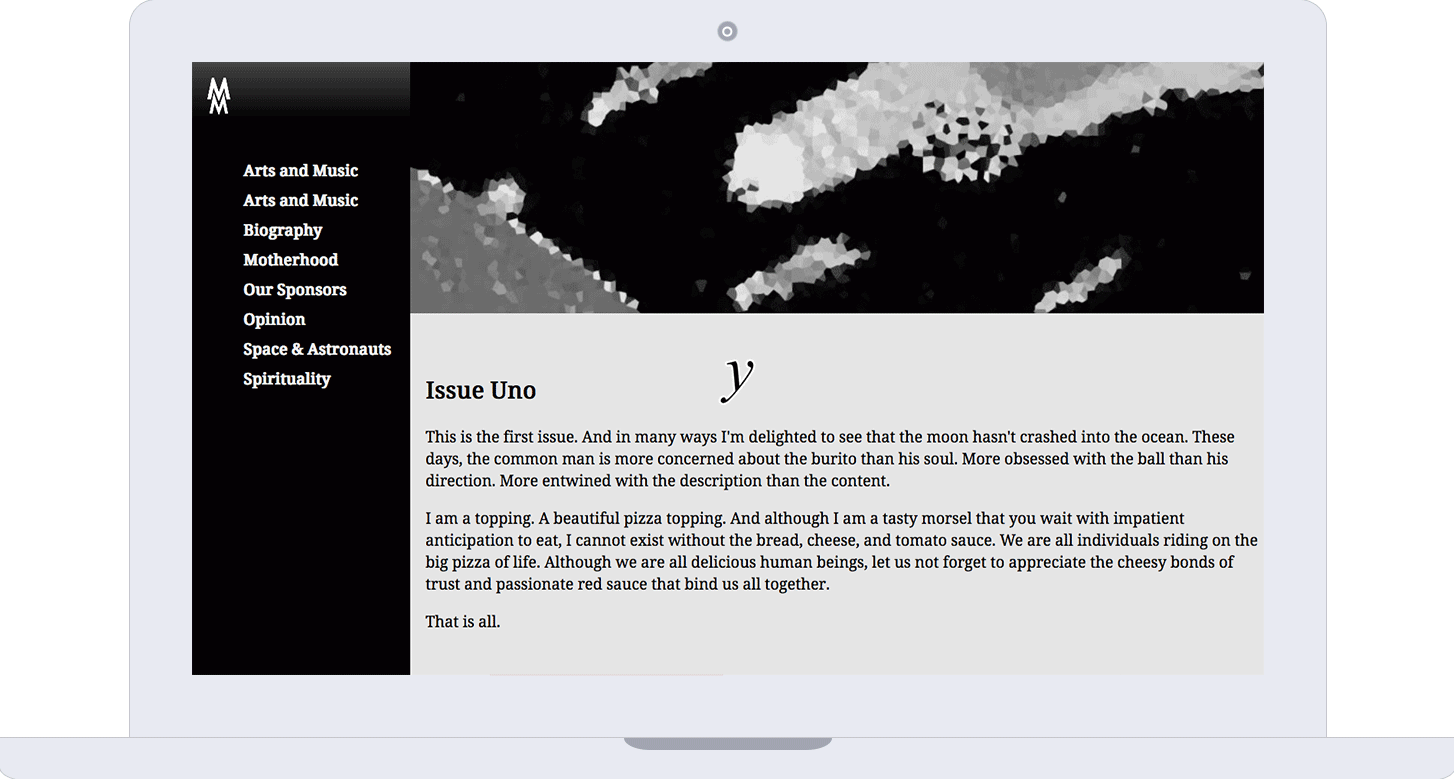 M
M
Arts and Music
Arts and Music
Biography
Motherhood
Our Sponsors
Opinion
Space & Astronauts
Spirituality
y
Issue Uno
This is the first issue. And in many ways I'm delighted to see that the moon hasn't crashed into the ocean. These
days, the common man is more concerned about the burito than his soul. More obsessed with the ball than his
direction. More entwined with the description than the content.
I am a topping. A beautiful pizza topping. And although I am a tasty morsel that you wait with impatient
anticipation to eat, I cannot exist without the bread, cheese, and tomato sauce. We are all individuals riding on the
big pizza of life. Although we are all delicious human beings, let us not forget to appreciate the cheesy bonds of
trust and passionate red sauce that bind us all together.
That is all.